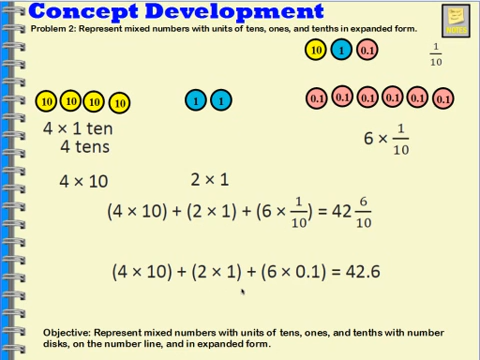 Concept Development
Problem 2: Represent mixed numbers with units of tens, ones, and tenths in expanded form.
NOTES
10 1 0.1 1/10
10 10 10 10 1 1 0.1 0.1 0.1 0.1 0.1 0.1
4 × 1 ten
4 tens
6 × 1/10
4 × 10 2 × 1
(4 × 10) + (2 × 1) + (6 × 1/10) = 42 6/10
(4 × 10) + (2 × 1) + (6 × 0.1) = 42.6
Objective: Represent mixed numbers with units of tens, ones, and tenths with number
disks, on the number line, and in expanded form.